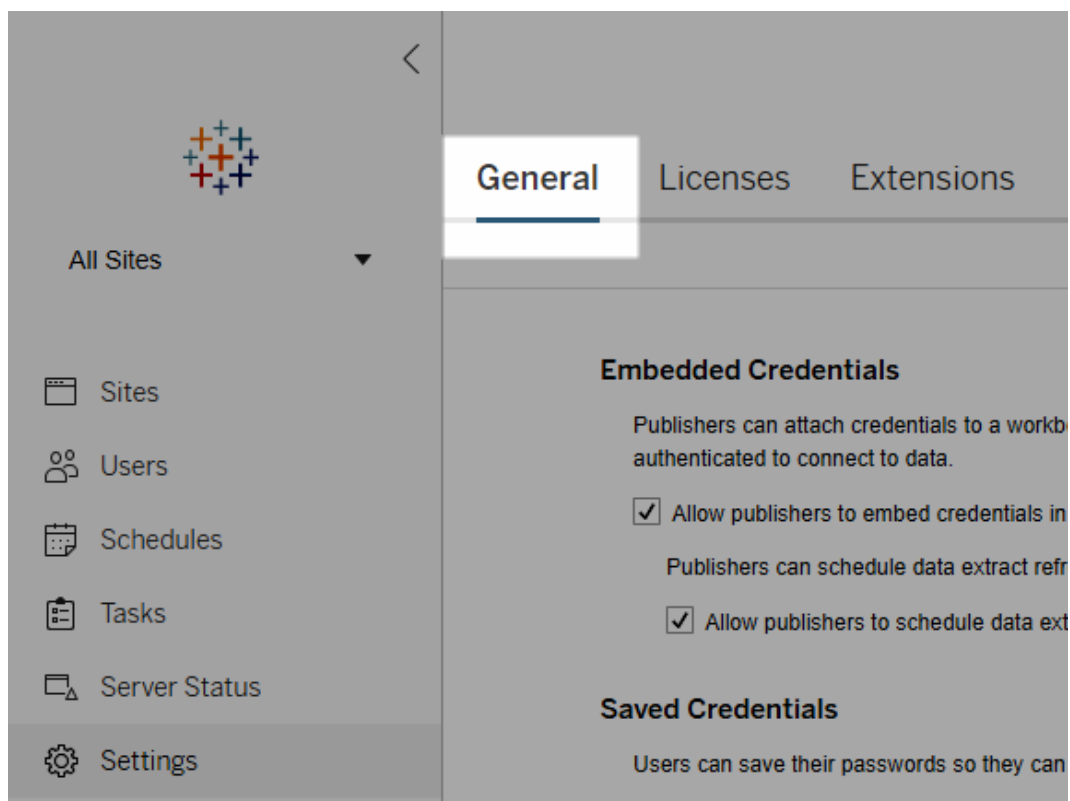 General
Licenses
Extensions
All Sites
Sites
Users
Schedules
Tasks
Server Status
Settings
Embedded Credentials
Publishers can attach credentials to a
authenticated to connect to data.
Allow publishers to embed credentials in
Publishers can schedule data extract
Allow publishers to schedule data
Saved Credentials
Users can save their passwords so they can